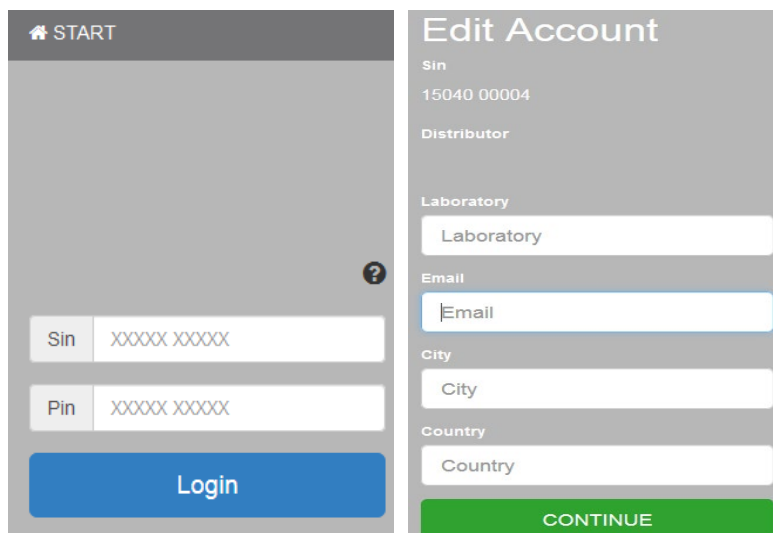 START
Sin XXXXX XXXXX
Pin XXXXX XXXXX
Login
Edit Account
Sin
15040 00004
Distributor
Laboratory
Laboratory
Email
Email
City
City
Country
Country
CONTINUE